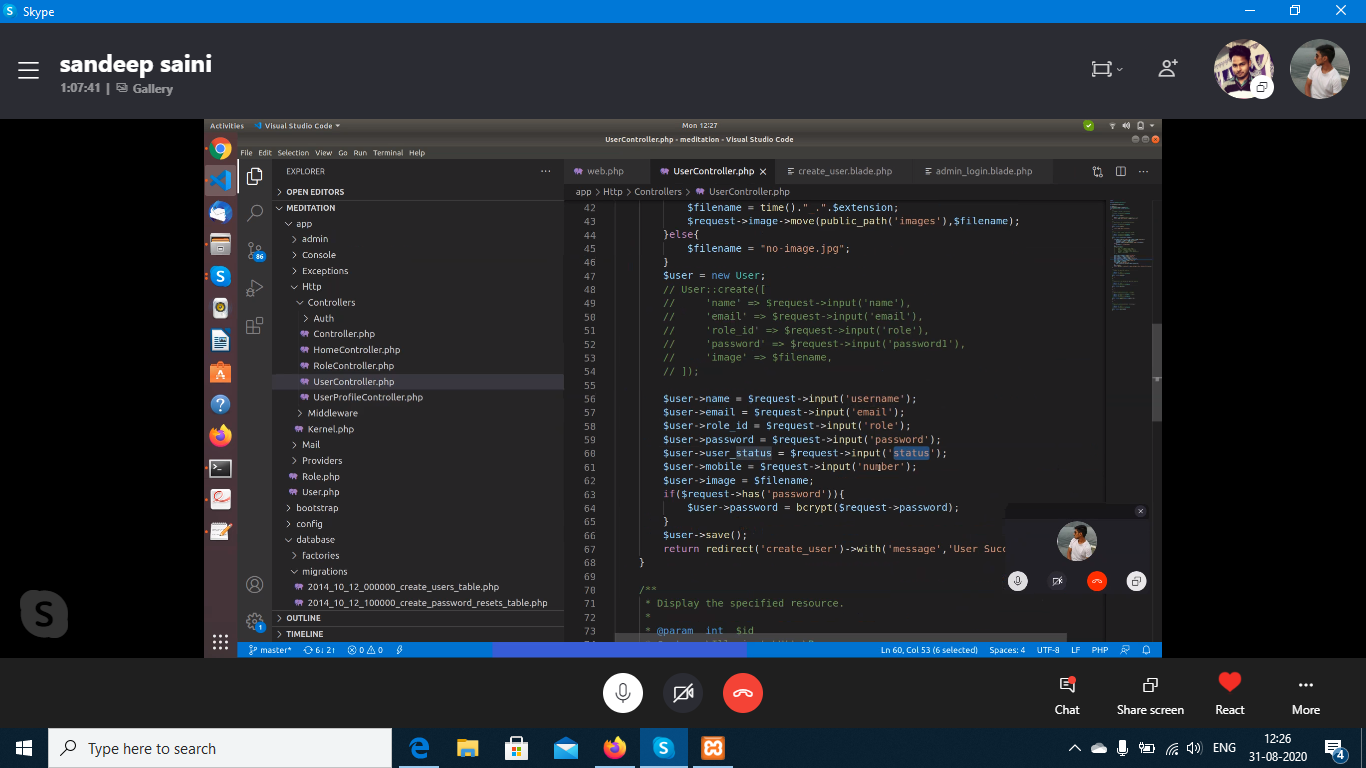 Skype
sandeep saini
1:07:41 | Gallery
Activities Visual Studio Code Mon 12:27
UserController.php - meditation - Visual Studio Code
File Edit Selection View Go Run Terminal Help
EXPLORER
OPEN EDITORS
MEDITATION
app
admin
Console
Exceptions
Http
Controllers
Auth
Controller.php
HomeController.php
RoleController.php
UserController.php
UserProfileController.php
Middleware
Kernel.php
Mail
Providers
Role.php
User.php
bootstrap
config
database
factories
migrations
2014_10_12_000000_create_users_table.php
2014_10_12_100000_create_password_resets_table.php
OUTLINE
TIMELINE
86
1
web.php UserController.php create_user.blade.php admin_login.blade.php
app > Http > Controllers > UserController.php
42 $filename = time()." .".$extension;
43 $request->image->move(public_path('images'),$filename);
44 }else{
45 $filename = "no-image.jpg";
46 }
47 $user = new User;
48 // User::create([
49 // 'name' => $request->input('name'),
50 // 'email' => $request->input('email'),
51 // 'role_id' => $request->input('role'),
52 // 'password' => $request->input('password1'),
53 // 'image' => $filename,
54 // ]);
55
56 $user->name = $request->input('username');
57 $user->email = $request->input('email');
58 $user->role_id = $request->input('role');
59 $user->password = $request->input('password');
60 $user->user_status = $request->input('status');
61 $user->mobile = $request->input('number');
62 $user->image = $filename;
63 if($request->has('password')){
64 $user->password = bcrypt($request->password);
65 }
66 $user->save();
67 return redirect('create_user')->with('message','User Succ
68 }
69
70 /**
71 * Display the specified resource.
72 *
73 * @param int $id
master* 6↓ 2↑ 0 0 Ln 60, Col 53 (6 selected) Spaces: 4 UTF-8 LF PHP
S
Chat Share screen React More
Type here to search
ENG
12:26
31-08-2020
4